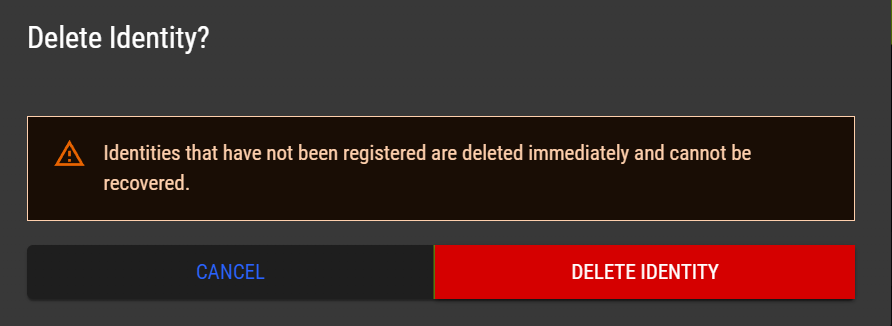 Delete Identity?
Identities that have not been registered are deleted immediately and cannot be
recovered.
CANCEL
DELETE IDENTITY